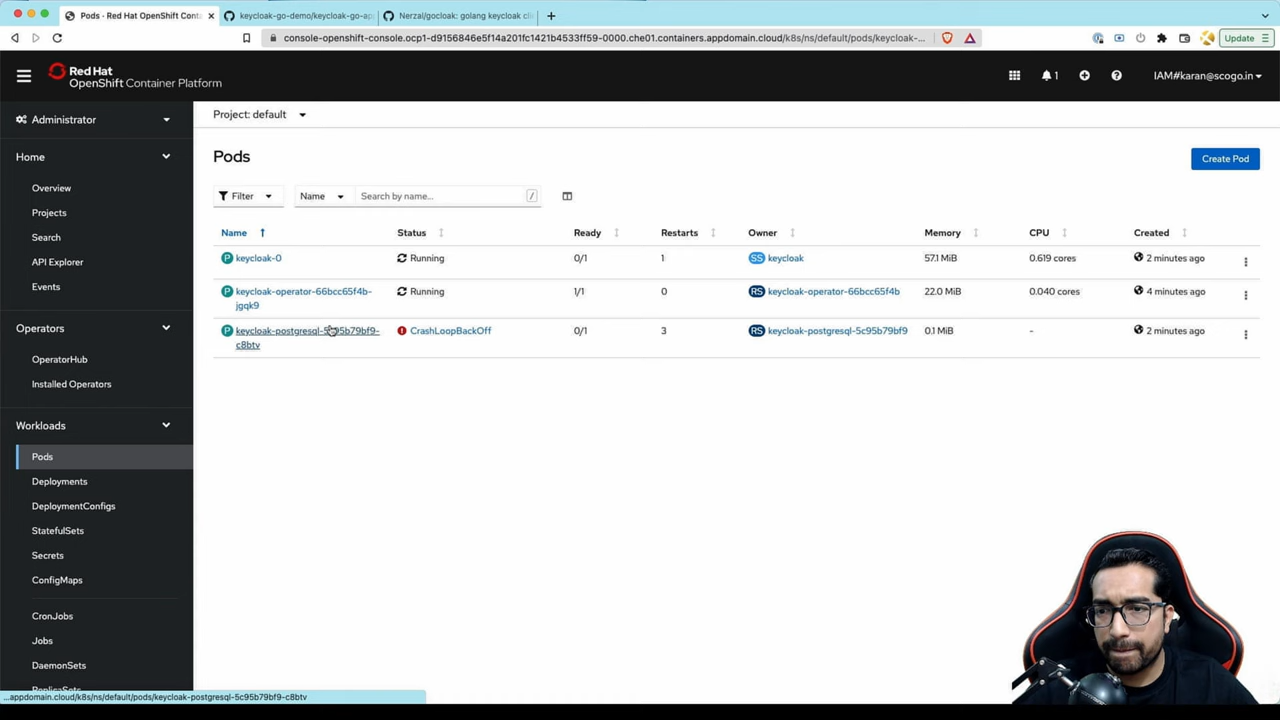 Pods - Red Hat OpenShift Conta
keycloak-go-demo/keycloak-go-ap
Nerzal/gocloak: golang keycloak cl
console-openshift-console.ocp1-d9156846e5f14a201fc1421b4533ff59-0000.che01.containers.appdomain.cloud/k8s/ns/default/pods/keycloak-...
Update
Red Hat
OpenShift Container Platform
1
IAM#karan@scogo.in
Administrator
Project: default
Home
Pods
Create Pod
Overview
Filter
Name
Search by name...
/
Projects
Name
Status
Ready
Restarts
Owner
Memory
CPU
Created
Search
P keycloak-0
Running
0/1
1
SS keycloak
57.1 MiB
0.619 cores
2 minutes ago
API Explorer
Events
P keycloak-operator-66bcc65f4b-
jgqk9
Running
1/1
0
RS keycloak-operator-66bcc65f4b
22.0 MiB
0.040 cores
4 minutes ago
Operators
P keycloak-postgresql-5c95b79bf9-
c8btv
CrashLoopBackOff
0/1
3
RS keycloak-postgresql-5c95b79bf9
0.1 MiB
-
2 minutes ago
OperatorHub
Installed Operators
Workloads
Pods
Deployments
DeploymentConfigs
StatefulSets
Secrets
ConfigMaps
CronJobs
Jobs
DaemonSets
ReplicaSets
...appdomain.cloud/k8s/ns/default/pods/keycloak-postgresql-5c95b79bf9-c8btv